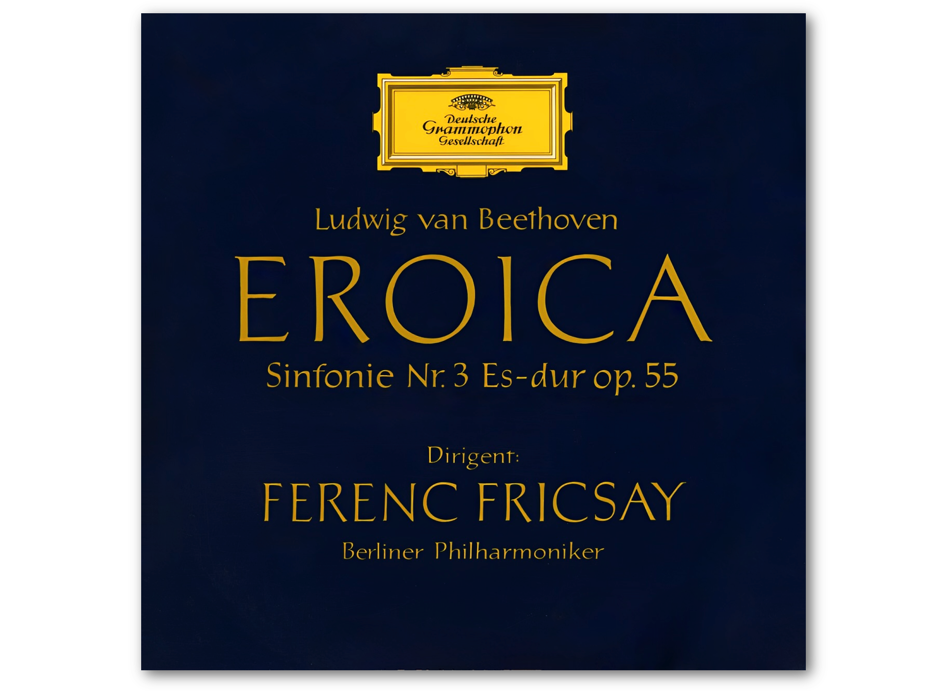 Deutsche
Grammophon
Gesellschaft
Ludwig van Beethoven
EROICA
Sinfonie Nr. 3 Es-dur op. 55
Dirigent:
FERENC FRICSAY
Berliner Philharmoniker